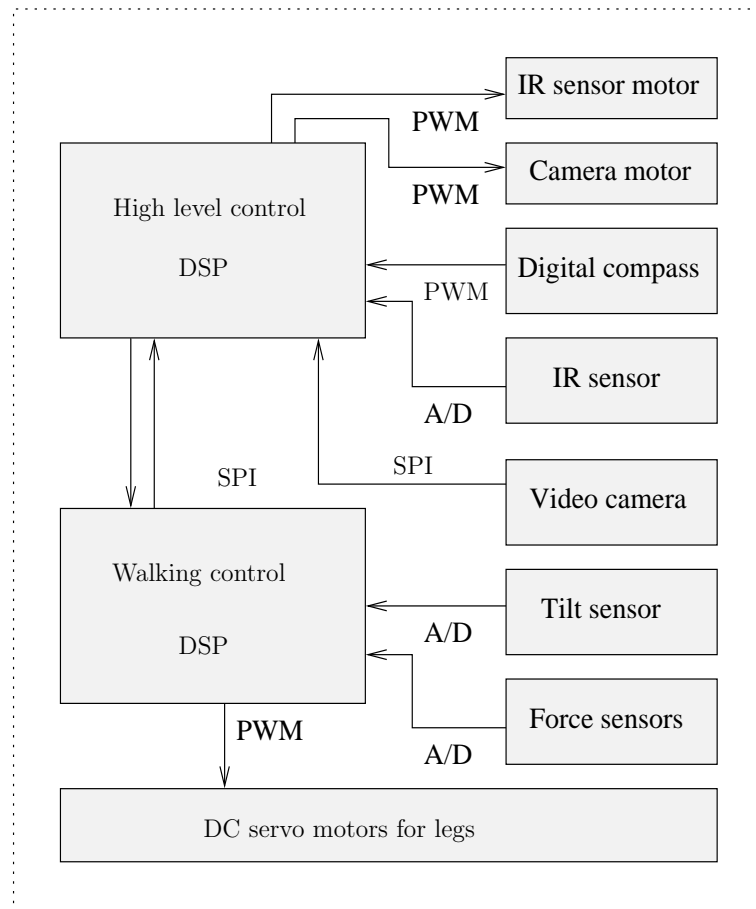 IR sensor motor
PWM
Camera motor
PWM
High level control
DSP
Digital compass
PWM
IR sensor
A/D
SPI
SPI
Video camera
Walking control
DSP
Tilt sensor
A/D
Force sensors
A/D
PWM
DC servo motors for legs